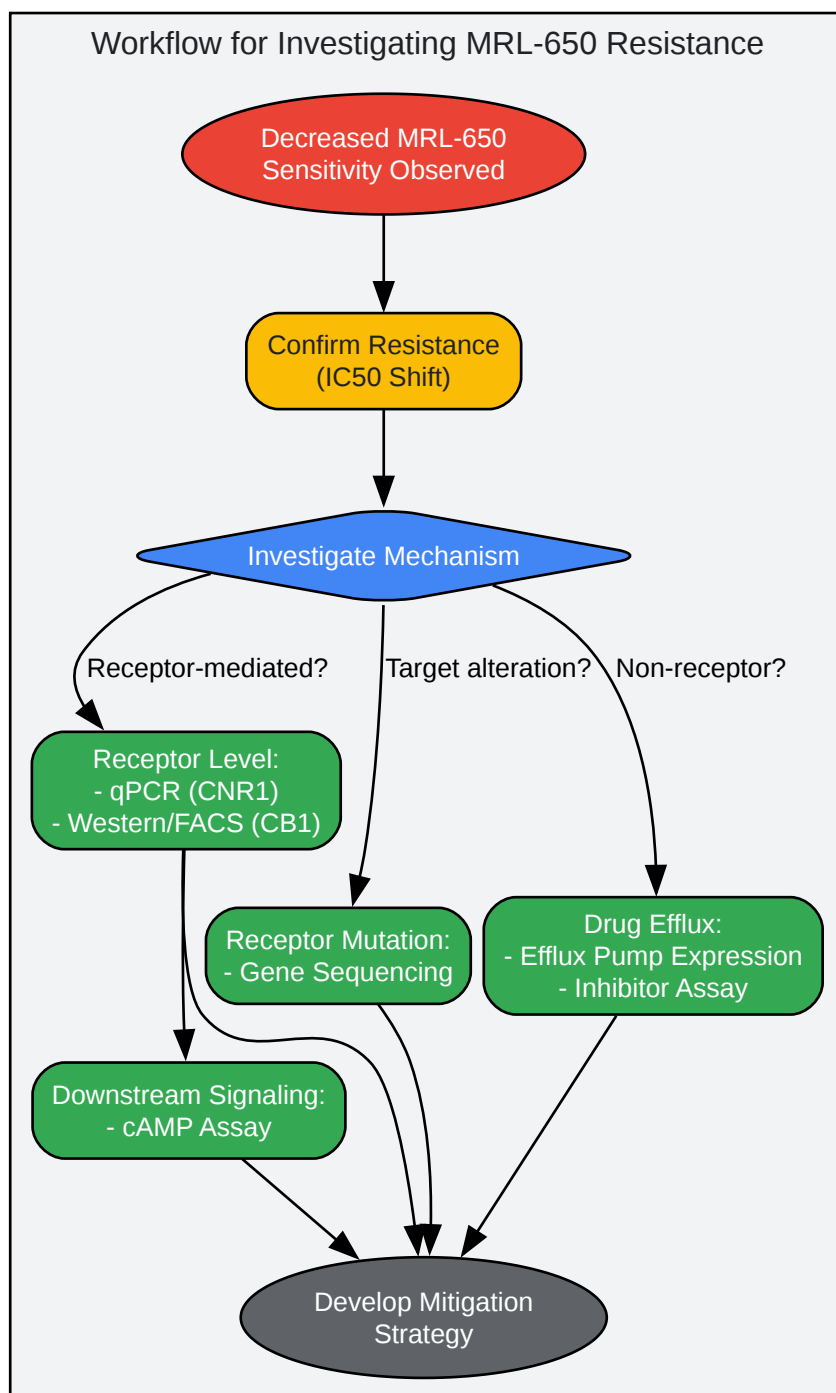 Workflow for Investigating MRL-650 Resistance
Decreased MRL-650
Sensitivity Observed
Confirm Resistance
(IC50 Shift)
Investigate Mechanism
Receptor-mediated?
Target alteration?
Non-receptor?
Receptor Level:
- qPCR (CNR1)
- Western/FACS (CB1)
Receptor Mutation:
- Gene Sequencing
Drug Efflux:
- Efflux Pump Expression
- Inhibitor Assay
Downstream Signaling:
- cAMP Assay
Develop Mitigation
Strategy